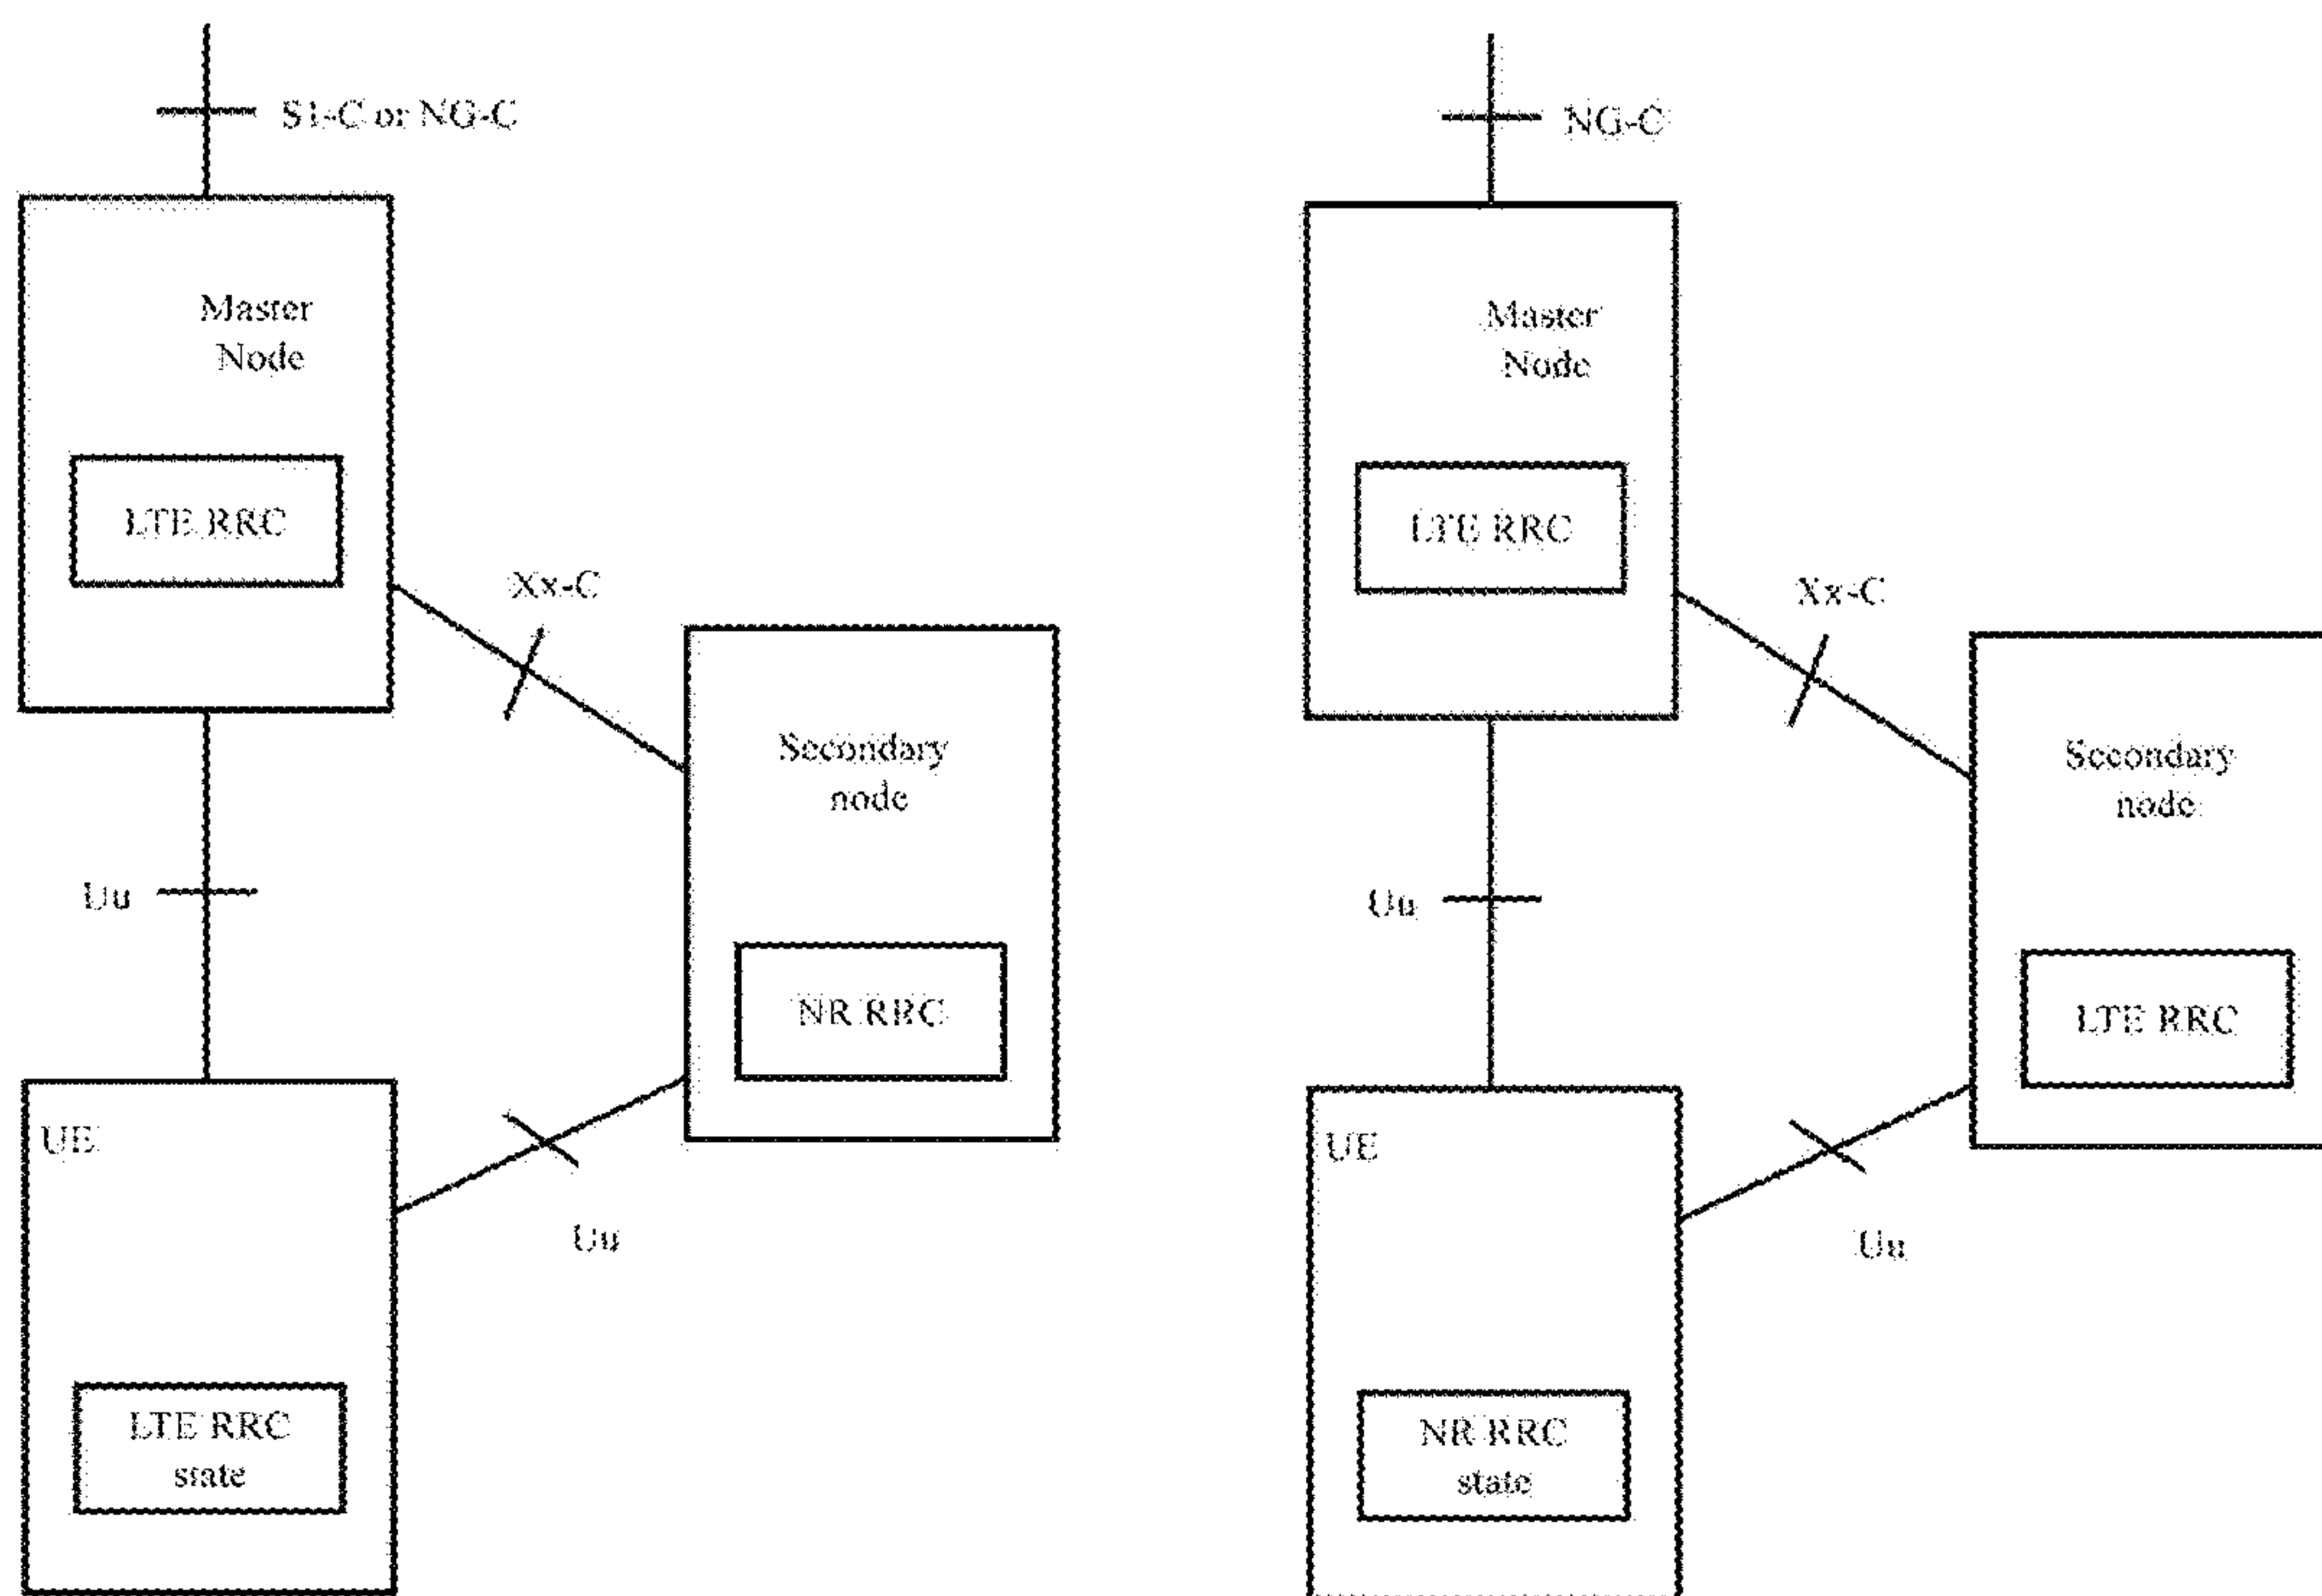 S1-C or NG-C
Master
Node
LTE RRC
Xx-C
Secondary
node
Uu
NR RRC
UE
Uu
LTE RRC
state
NG-C
Master
Node
LTE RRC
Xx-C
Secondary
node
Uu
LTE RRC
UE
Uu
NR RRC
state